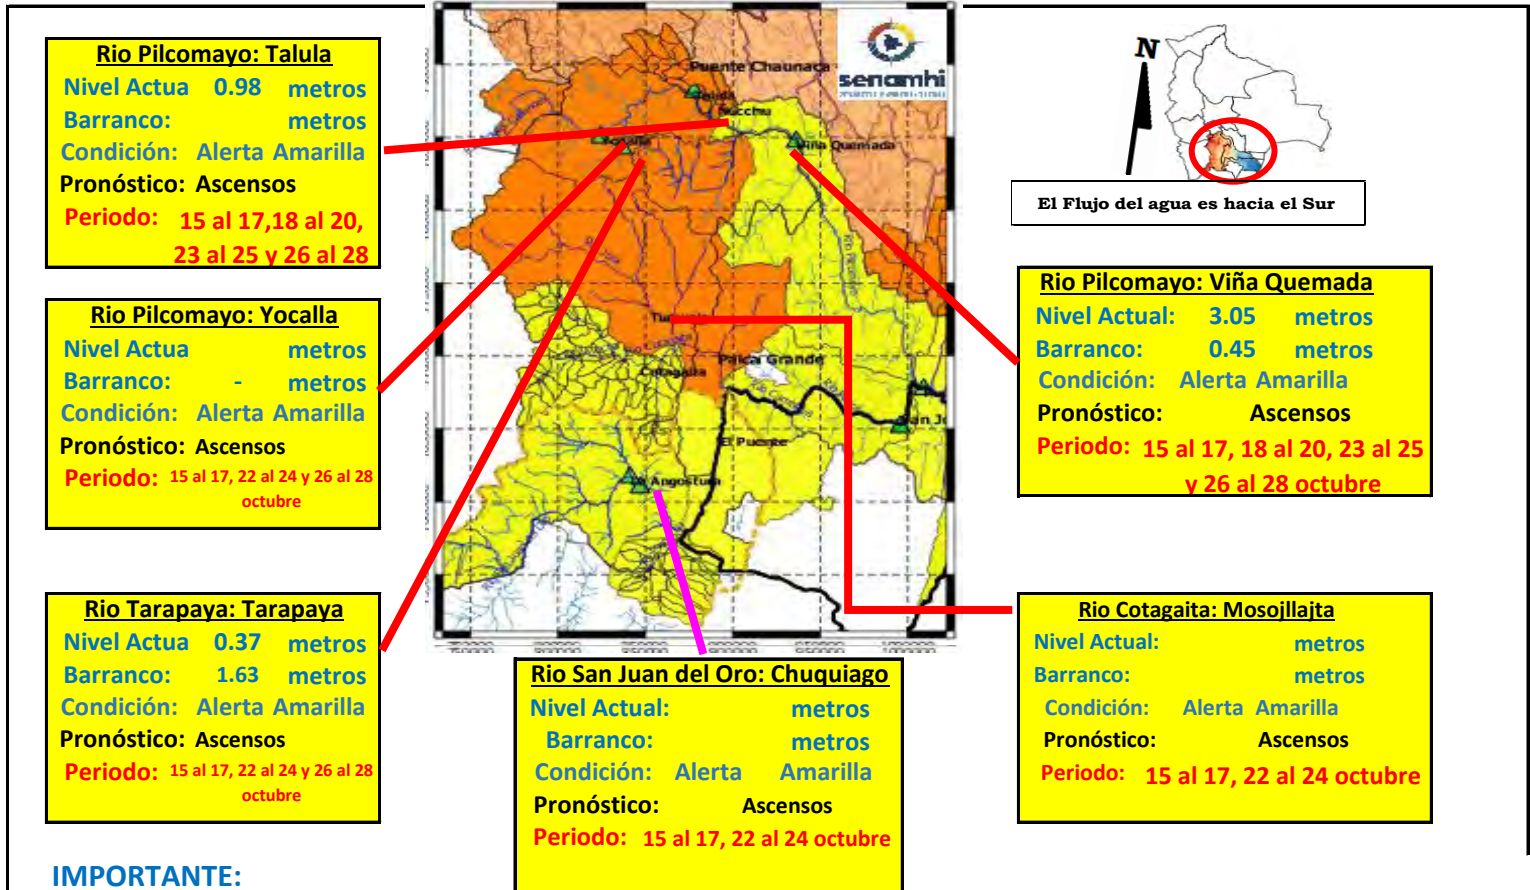 Rio Pilcomayo: Talula
Nivel Actua 0.98 metros
Barranco: metros
Condición: Alerta Amarilla
Pronóstico: Ascensos
Periodo: 15 al 17,18 al 20,
23 al 25 y 26 al 28
Rio Pilcomayo: Yocalla
Nivel Actua metros
Barranco: - metros
Condición: Alerta Amarilla
Pronóstico: Ascensos
Periodo: 15 al 17, 22 al 24 y 26 al 28
octubre
Rio Tarapaya: Tarapaya
Nivel Actua 0.37 metros
Barranco: 1.63 metros
Condición: Alerta Amarilla
Pronóstico: Ascensos
Periodo: 15 al 17, 22 al 24 y 26 al 28
octubre
IMPORTANTE:
senamhi
Puente Chaunaca
Viña Quemada
Palca Grande
Cotagaita
El Puente
Angostura
Rio San Juan del Oro: Chuquiago
Nivel Actual: metros
Barranco: metros
Condición: Alerta Amarilla
Pronóstico: Ascensos
Periodo: 15 al 17, 22 al 24 octubre
N
El Flujo del agua es hacia el Sur
Rio Pilcomayo: Viña Quemada
Nivel Actual: 3.05 metros
Barranco: 0.45 metros
Condición: Alerta Amarilla
Pronóstico: Ascensos
Periodo: 15 al 17, 18 al 20, 23 al 25
y 26 al 28 octubre
Rio Cotagaita: Mosojllajta
Nivel Actual: metros
Barranco: metros
Condición: Alerta Amarilla
Pronóstico: Ascensos
Periodo: 15 al 17, 22 al 24 octubre